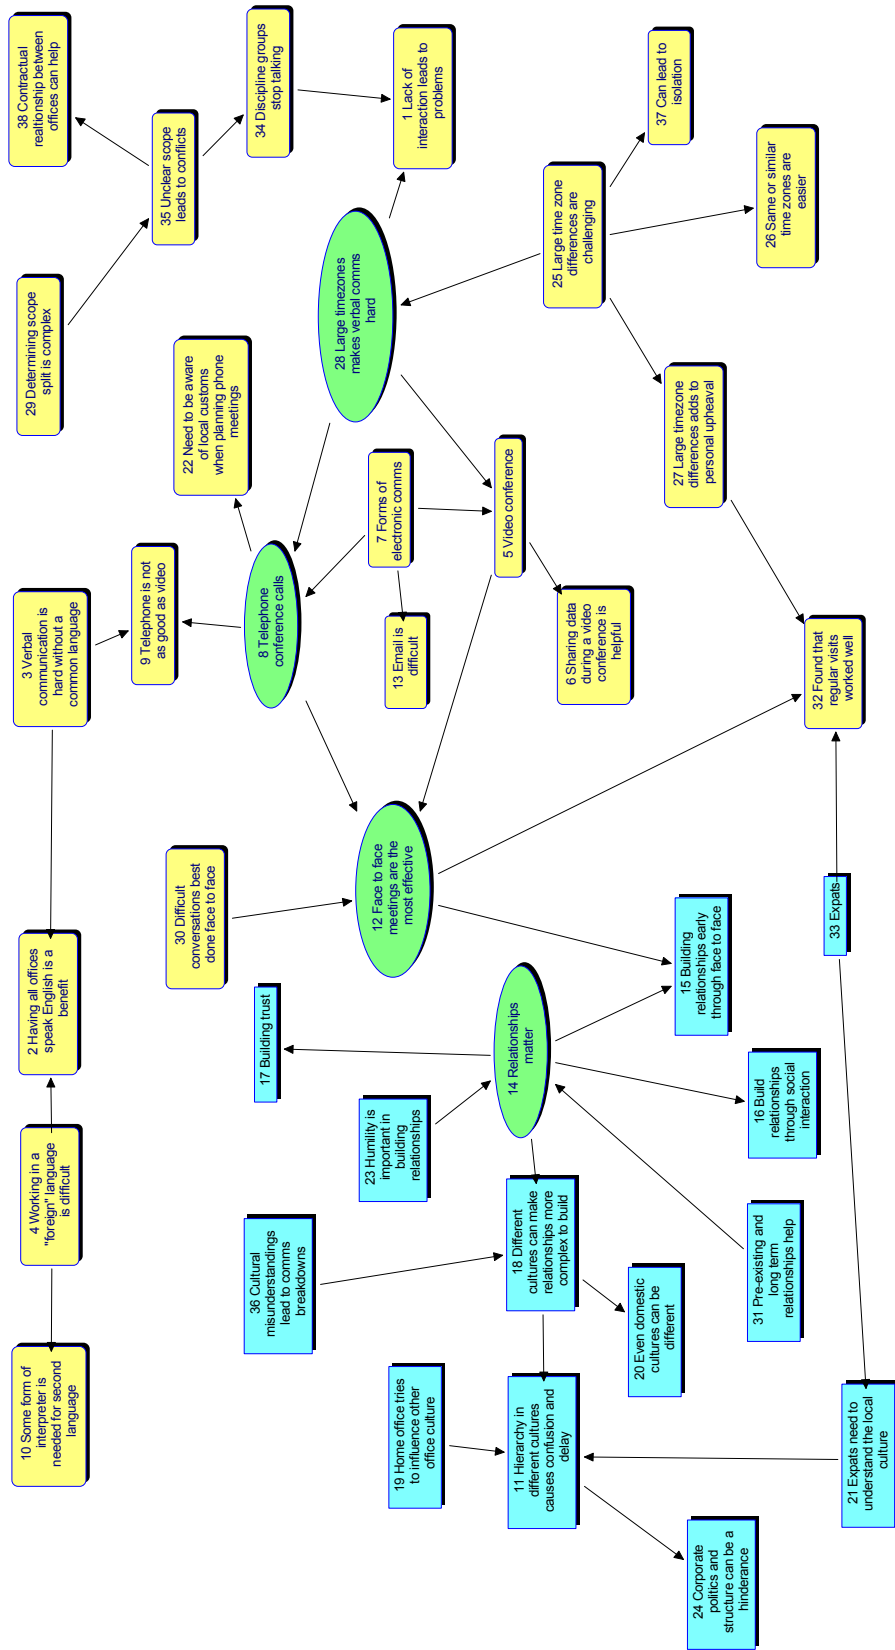 10 Some form of
interpreter is
needed for second
language
4 Working in a
"foreign" language
is difficult
2 Having all offices
speak English is a
benefit
3 Verbal
communication is
hard without a
common language
29 Determining scope
split is complex
38 Contractual
realtionship between
offices can help
9 Telephone is not
as good as video
22 Need to be aware
of local customs
when planning phone
meetings
35 Unclear scope
leads to conflicts
34 Discipline groups
stop talking
36 Cultural
misunderstandings
lead to comms
breakdowns
17 Building trust
30 Difficult
conversations best
done face to face
8 Telephone
conference calls
28 Large timezones
makes verbal comms
hard
1 Lack of
interaction leads to
problems
19 Home office tries
to influence other
office culture
23 Humility is
important in
building
relationships
12 Face to face
meetings are the
most effective
13 Email is
difficult
7 Forms of
electronic comms
11 Hierarchy in
different cultures
causes confusion and
delay
18 Different
cultures can make
relationships more
complex to build
14 Relationships
matter
5 Video conference
6 Sharing data
during a video
conference is
helpful
25 Large time zone
differences are
challenging
37 Can lead to
isolation
24 Corporate
politics and
structure can be a
hinderance
20 Even domestic
cultures can be
different
15 Building
relationships early
through face to face
27 Large timezone
differences adds to
personal upheaval
26 Same or similar
time zones are
easier
31 Pre-existing and
long term
relationships help
16 Build
relationships
through social
interaction
21 Expats need to
understand the local
culture
33 Expats
32 Found that
regular visits
worked well